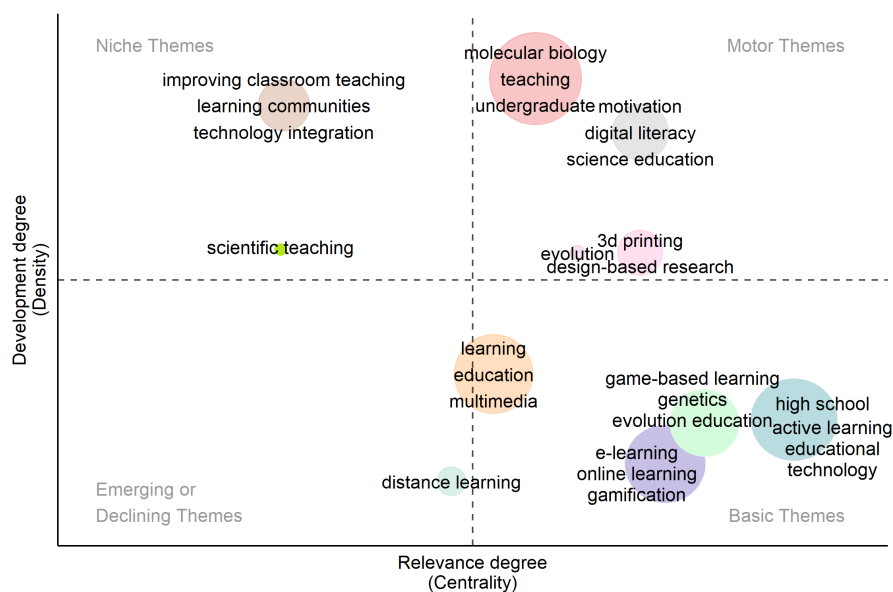 Niche Themes
Motor Themes
molecular biology
teaching
undergraduate
improving classroom teaching
learning communities
technology integration
motivation
digital literacy
science education
scientific teaching
evolution
3d printing
design-based research
Development degree
(Density)
learning
education
multimedia
game-based learning
genetics
evolution education
high school
active learning
educational
technology
e-learning
online learning
gamification
distance learning
Emerging or
Declining Themes
Basic Themes
Relevance degree
(Centrality)